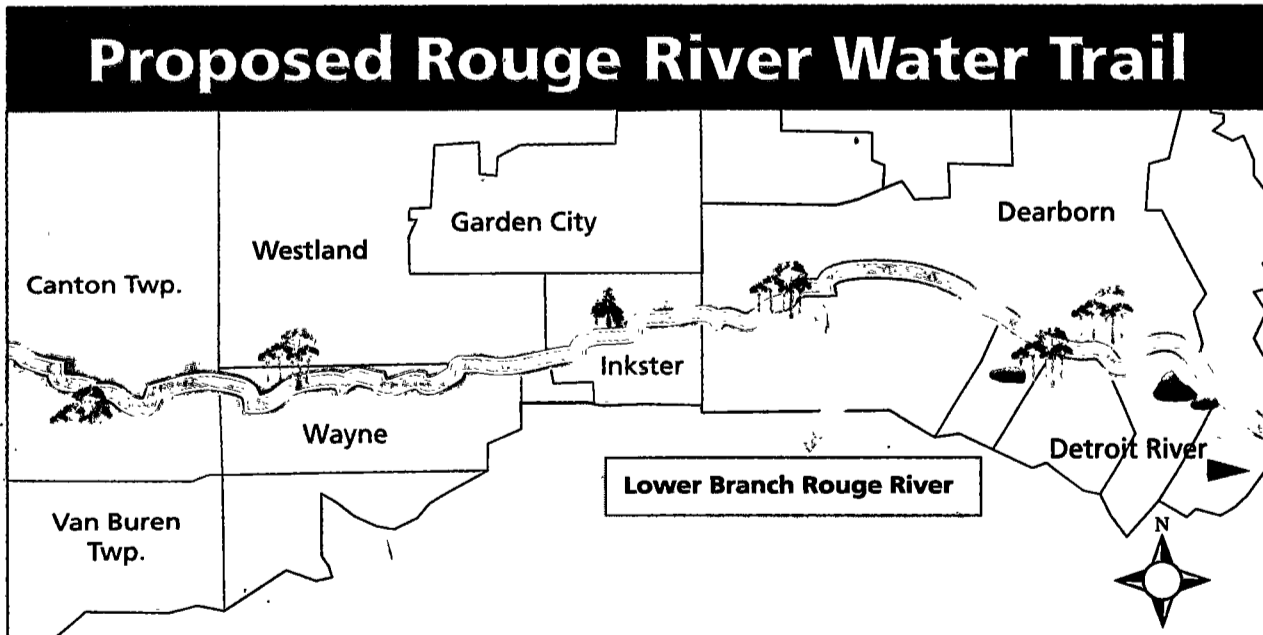 Proposed Rouge River Water Trail
Garden City
Dearborn
Westland
Canton Twp.
Inkster
Wayne
Detroit River
Lower Branch Rouge River
Van Buren
Twp.
N